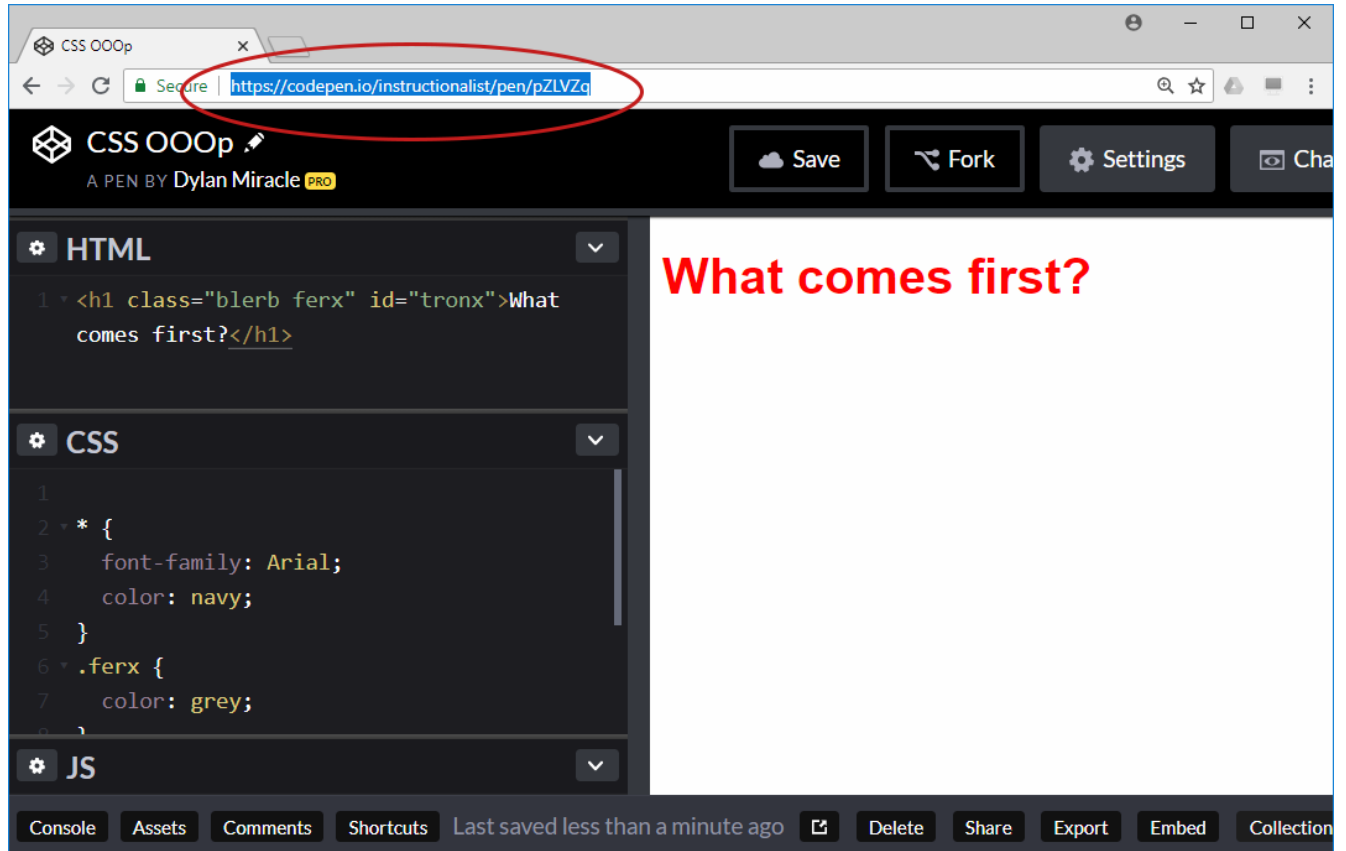 CSS OOOp
Secure https://codepen.io/instructionalist/pen/pZLVZq
CSS OOOp
A PEN BY Dylan Miracle PRO
Save
Fork
Settings
Cha
HTML
1 <h1 class="blerb ferx" id="tronx">What
comes first?</h1>
What comes first?
CSS
1
2 * {
3 font-family: Arial;
4 color: navy;
5 }
6 .ferx {
7 color: grey;
8 }
JS
Console Assets Comments Shortcuts Last saved less than a minute ago Delete Share Export Embed Collection